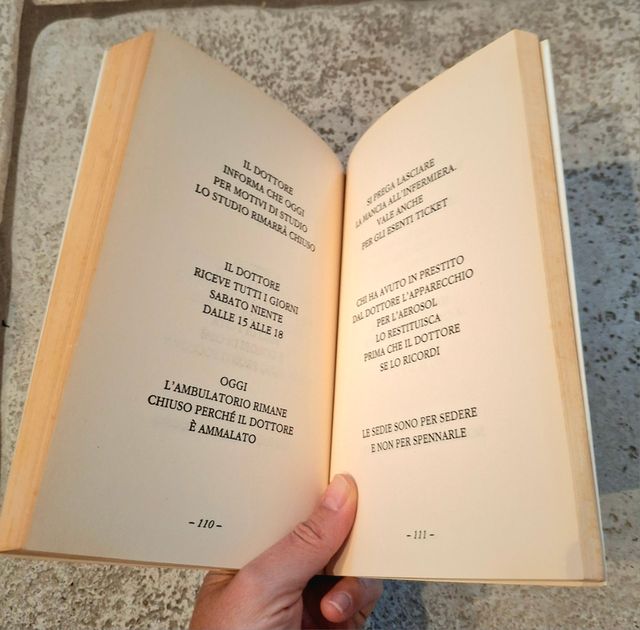 IL DOTTORE
INFORMA CHE OGGI
PER MOTIVI DI STUDIO
LO STUDIO RIMARRÀ CHIUSO
IL DOTTORE
RICEVE TUTTI I GIORNI
SABATO NIENTE
DALLE 15 ALLE 18
OGGI
L'AMBULATORIO RIMANE
CHIUSO PERCHÉ IL DOTTORE
È AMMALATO
– 110 –
SI PREGA LASCIARE
LA MANCIA ALL'INFERMIERA.
VALE ANCHE
PER GLI ESENTI TICKET
CHI HA AVUTO IN PRESTITO
DAL DOTTORE L'APPARECCHIO
PER L'AEROSOL
LO RESTITUISCA
PRIMA CHE IL DOTTORE
SE LO RICORDI
LE SEDIE SONO PER SEDERE
E NON PER SPENNARLE
– 111 –